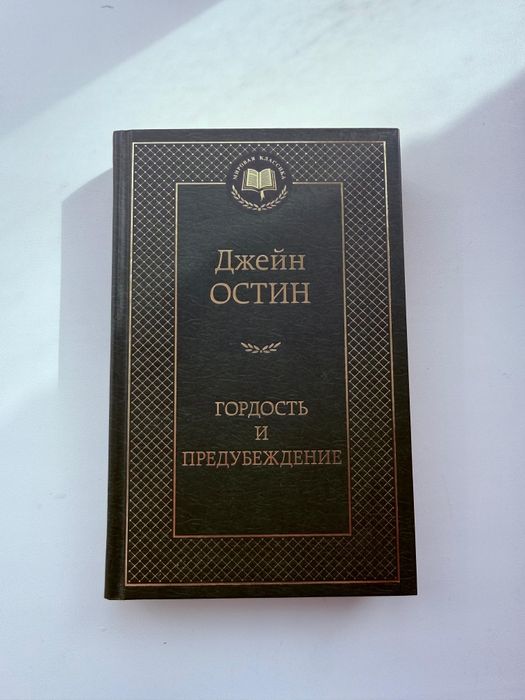 МИРОВАЯ КЛАССИКА
Джейн
ОСТИН
ГОРДОСТЬ
И
ПРЕДУБЕЖДЕНИЕ